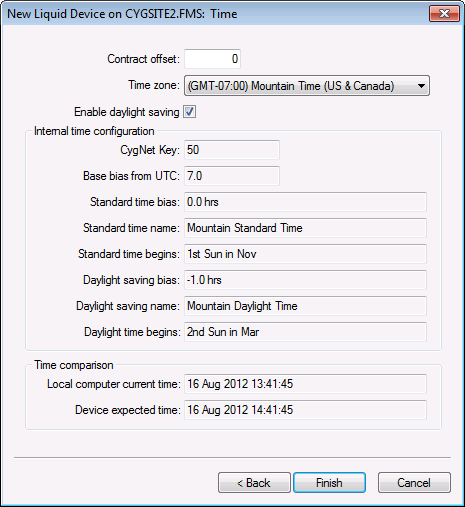 New Liquid Device on CYGSITE2.FMS: Time
Contract offset: 0
Time zone: (GMT-07:00) Mountain Time (US & Canada)
Enable daylight saving
Internal time configuration
CygNet Key: 50
Base bias from UTC: 7.0
Standard time bias: 0.0 hrs
Standard time name: Mountain Standard Time
Standard time begins: 1st Sun in Nov
Daylight saving bias: -1.0 hrs
Daylight saving name: Mountain Daylight Time
Daylight time begins: 2nd Sun in Mar
Time comparison
Local computer current time: 16 Aug 2012 13:41:45
Device expected time: 16 Aug 2012 14:41:45
< Back Finish Cancel